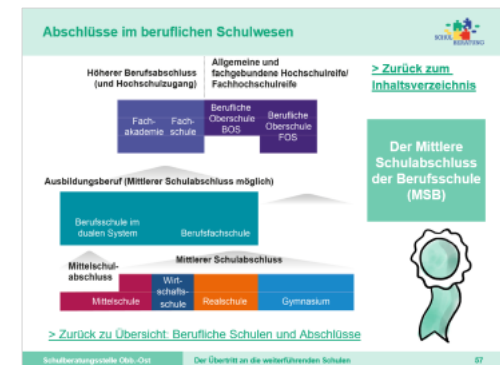 Abschlüsse im beruflichen Schulwesen
SCHUL
BERATUNG
Höherer Berufsabschluss
(und Hochschulzugang)
Allgemeine und
fachgebundene Hochschulreife/
Fachhochschulreife
> Zurück zum
Inhaltsverzeichnis
Fach-
akademie
Fach-
schule
Berufliche
Oberschule
BOS
Berufliche
Oberschule
FOS
Der Mittlere
Schulabschluss
der Berufsschule
(MSB)
Ausbildungsberuf (Mittlerer Schulabschluss möglich)
Berufsschule im
dualen System
Berufsfachschule
Mittelschul-
abschluss
Mittlerer Schulabschluss
Mittelschule
Wirt-
schafts-
schule
Realschule
Gymnasium
> Zurück zu Übersicht: Berufliche Schulen und Abschlüsse
Schulberatungsstelle Obb.-Ost
Der Übertritt an die weiterführenden Schulen
57